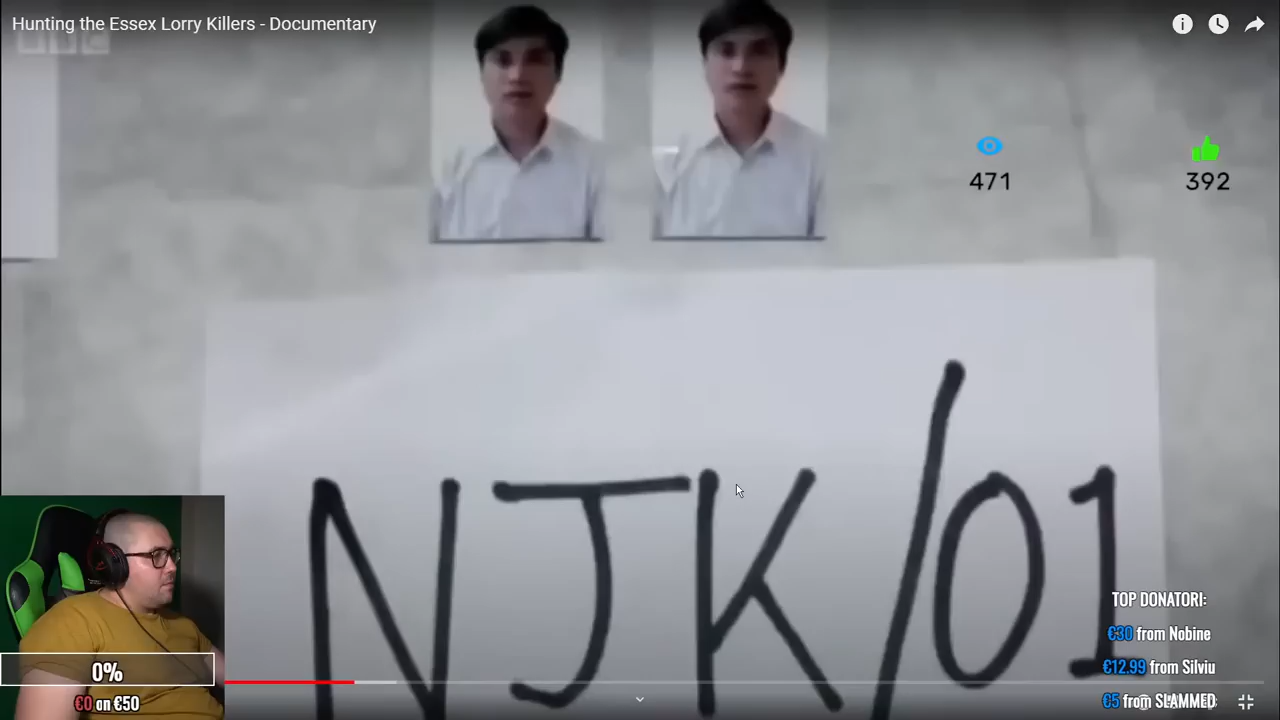 Hunting the Essex Lorry Killers - Documentary
471
392
NJK/01
TOP DONATORI:
€30 from Nobine
€12.99 from Silviu
€5 from SLAMMED
0%
€0 on €50